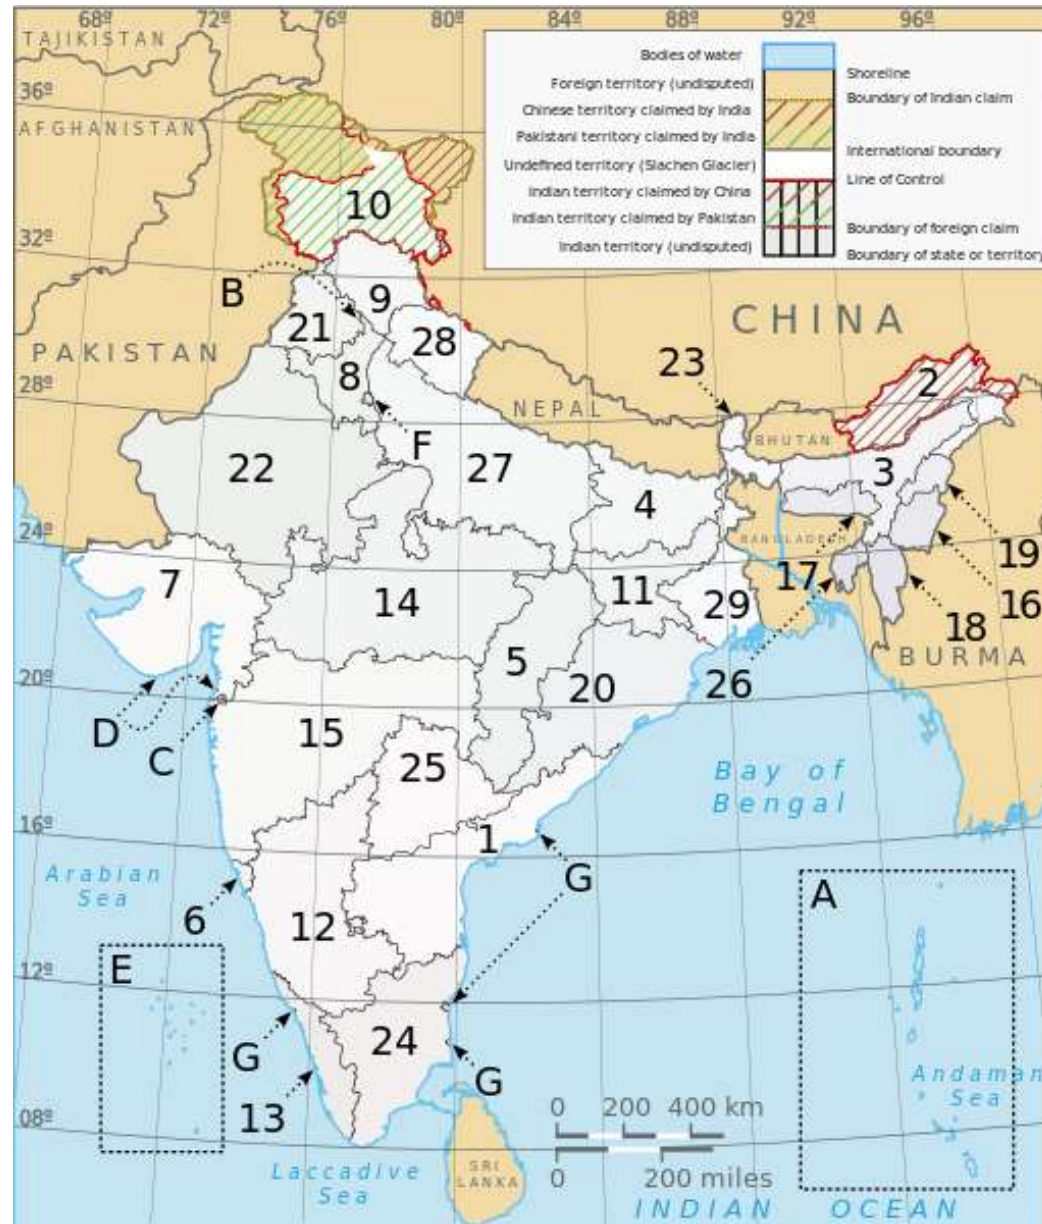 68º 72º 76º 80º 84º 88º 92º 96º
TAJIKISTAN
36º
AFGHANISTAN
Bodies of water
Foreign territory (undisputed)
Chinese territory claimed by India
Pakistani territory claimed by India
Undefined territory (Siachen Glacier)
Indian territory claimed by China
Indian territory claimed by Pakistan
Indian territory (undisputed)
Shoreline
Boundary of Indian claim
International boundary
Line of Control
Boundary of foreign claim
Boundary of state or territory
10
32º
B
9
21
28
PAKISTAN
CHINA
8
23
2
28º
NEPAL
BHUTAN
F
22
27
3
4
24º
BANGLADESH
19
7
17
14
11
29
16
18
BURMA
5
20º
20
26
D
15
C
25
Bay of
Bengal
16º
1
Arabian
Sea
G
A
6
12
12º
E
G
24
G
13
Andaman
Sea
08º
0 200 400 km
Laccadive
Sea
SRI
LANKA
0 200 miles
INDIAN OCEAN